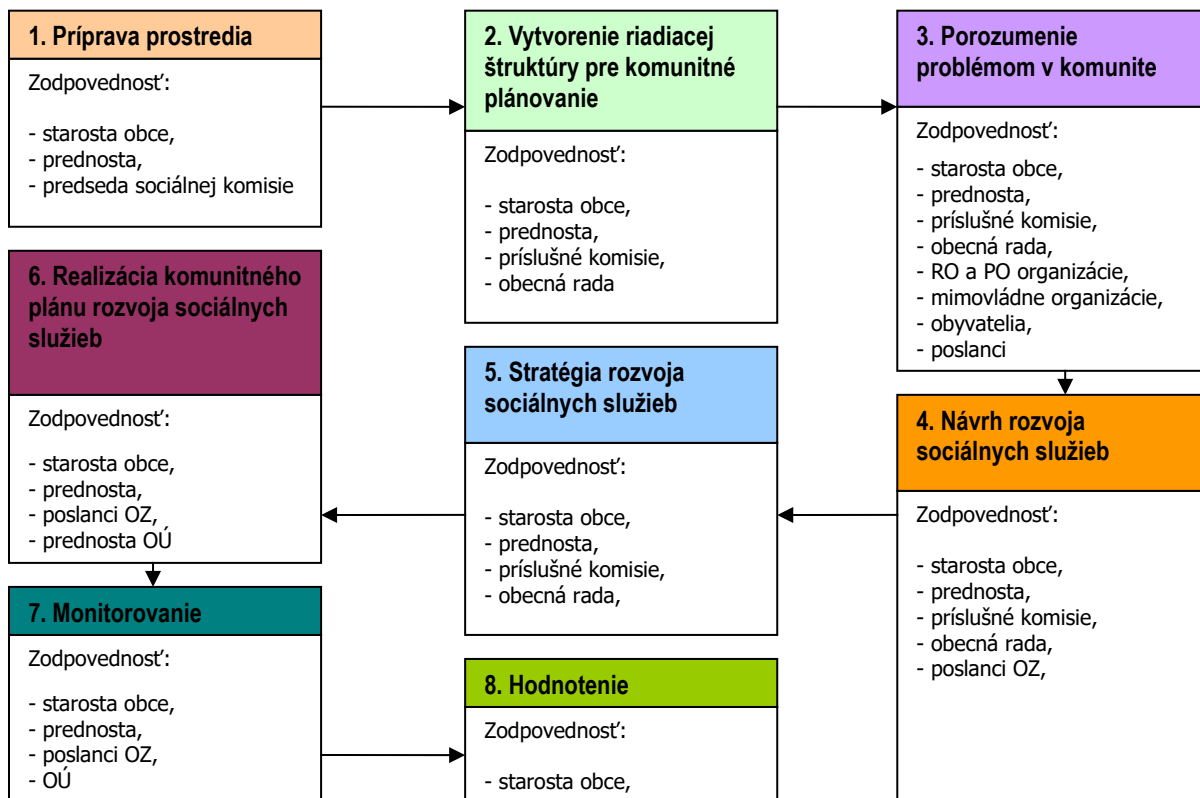 1. Príprava prostredia
Zodpovednosť:
- starosta obce,
- prednosta,
- predseda sociálnej komisie
2. Vytvorenie riadiacej
štruktúry pre komunitné
plánovanie
Zodpovednosť:
- starosta obce,
- prednosta,
- príslušné komisie,
- obecná rada
3. Porozumenie
problémom v komunite
Zodpovednosť:
- starosta obce,
- prednosta,
- príslušné komisie,
- obecná rada,
- RO a PO organizácie,
- mimovládne organizácie,
- obyvatelia,
- poslanci
4. Návrh rozvoja
sociálnych služieb
Zodpovednosť:
- starosta obce,
- prednosta,
- príslušné komisie,
- obecná rada,
- poslanci OZ,
5. Stratégia rozvoja
sociálnych služieb
Zodpovednosť:
- starosta obce,
- prednosta,
- príslušné komisie,
- obecná rada,
6. Realizácia komunitného
plánu rozvoja sociálnych
služieb
Zodpovednosť:
- starosta obce,
- prednosta,
- poslanci OZ,
- prednosta OÚ
7. Monitorovanie
Zodpovednosť:
- starosta obce,
- prednosta,
- poslanci OZ,
- OÚ
8. Hodnotenie
Zodpovednosť:
- starosta obce,